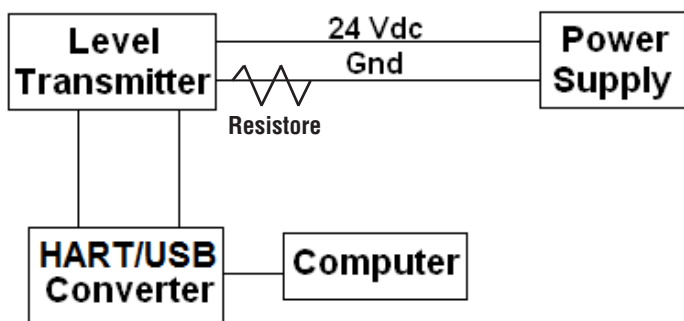 Level
Transmitter
24 Vdc
Gnd
Power
Supply
Resistore
HART/USB
Converter
Computer